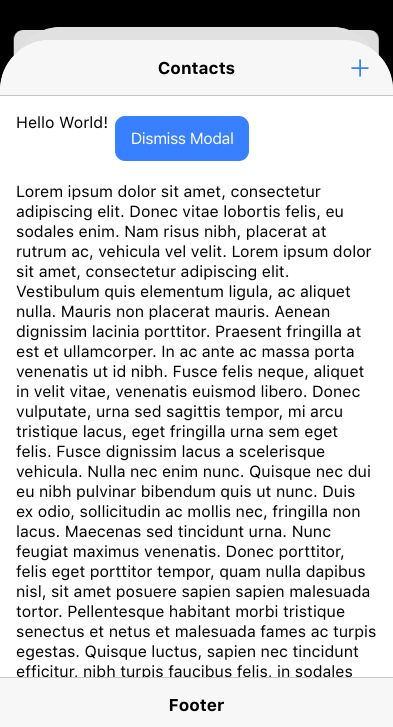 Contacts
Hello World!
Dismiss Modal
Lorem ipsum dolor sit amet, consectetur
adipiscing elit. Donec vitae lobortis felis, eu
sodales enim. Nam risus nibh, placerat at
rutrum ac, vehicula vel velit. Lorem ipsum dolor
sit amet, consectetur adipiscing elit.
Vestibulum quis elementum ligula, ac aliquet
nulla. Mauris non placerat mauris. Aenean
dignissim lacinia porttitor. Praesent fringilla at
est et ullamcorper. In ac ante ac massa porta
venenatis ut id nibh. Fusce felis neque, aliquet
in velit vitae, venenatis euismod libero. Donec
vulputate, urna sed sagittis tempor, mi arcu
tristique lacus, eget fringilla urna sem eget
felis. Fusce dignissim lacus a scelerisque
vehicula. Nulla nec enim nunc. Quisque nec dui
eu nibh pulvinar bibendum quis ut nunc. Duis
ex odio, sollicitudin ac mollis nec, fringilla non
lacus. Maecenas sed tincidunt urna. Nunc
feugiat maximus venenatis. Donec porttitor,
felis eget porttitor tempor, quam nulla dapibus
nisl, sit amet posuere sapien sapien malesuada
tortor. Pellentesque habitant morbi tristique
senectus et netus et malesuada fames ac turpis
egestas. Quisque luctus, sapien nec tincidunt
efficitur, nibh turpis faucibus felis, in sodales
Footer